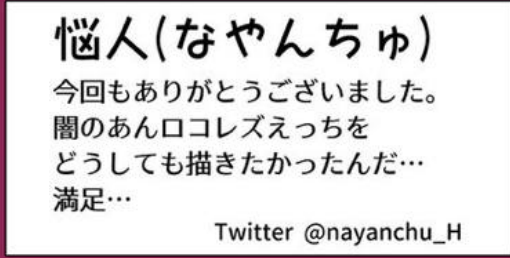 悩人(なやんちゅ)
今回もありがとうございました。
闇のあんロコレズえっちを
どうしても描きたかったんだ…
満足…
Twitter @nayanchu_H